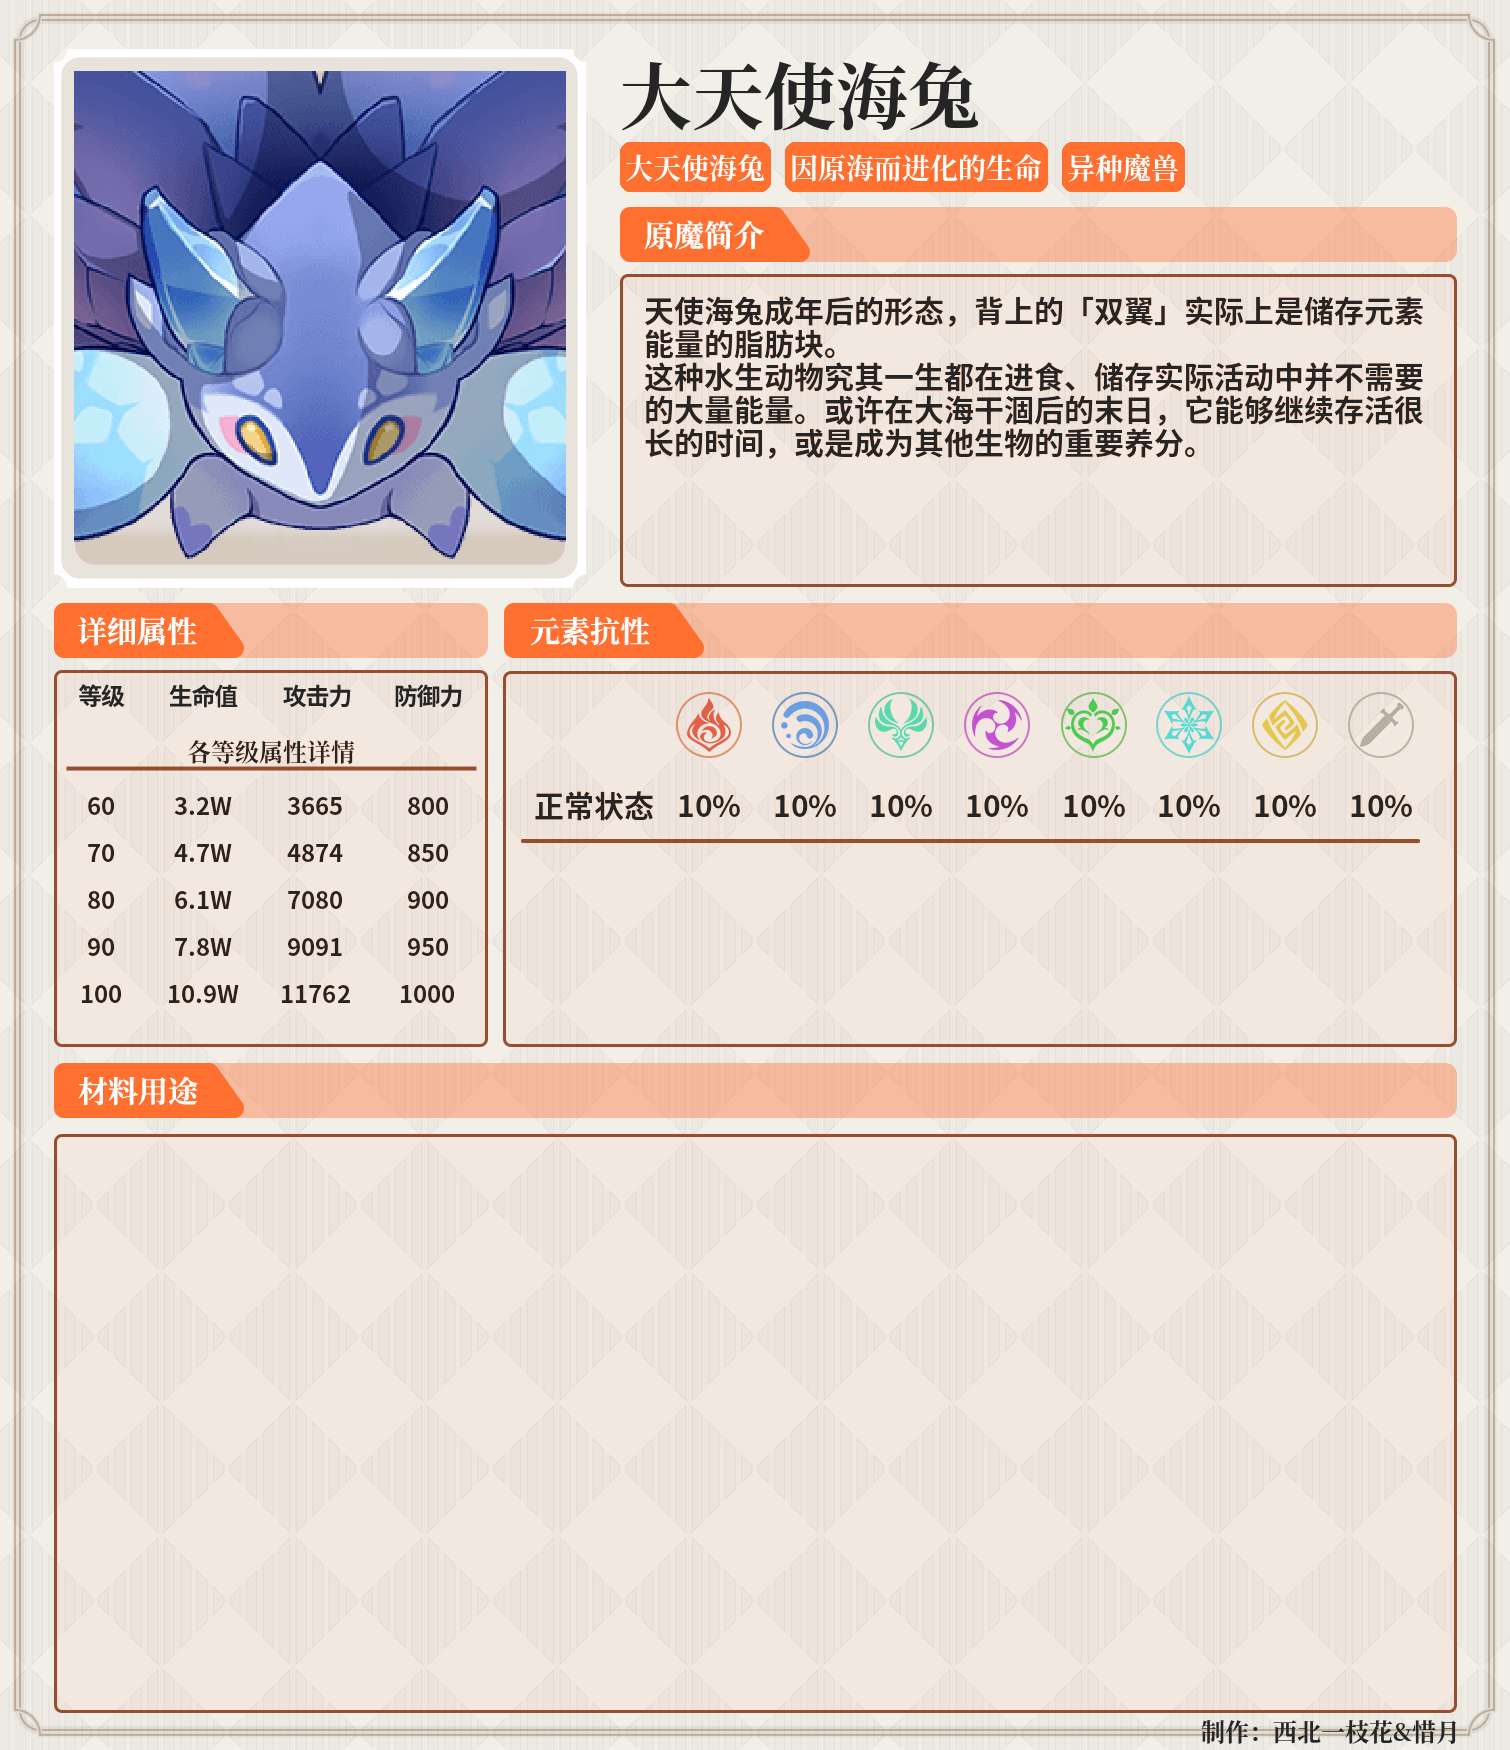 大天使海兔
大天使海兔 因原海而进化的生命 异种魔兽
原魔简介
天使海兔成年后的形态，背上的「双翼」实际上是储存元素
能量的脂肪块。
这种水生动物究其一生都在进食、储存实际活动中并不需要
的大量能量。或许在大海干涸后的末日，它能够继续存活很
长的时间，或是成为其他生物的重要养分。
详细属性
等级 生命值 攻击力 防御力
各等级属性详情
60 3.2W 3665 800
70 4.7W 4874 850
80 6.1W 7080 900
90 7.8W 9091 950
100 10.9W 11762 1000
元素抗性
正常状态 10% 10% 10% 10% 10% 10% 10% 10%
材料用途
制作：西北一枝花&惜月